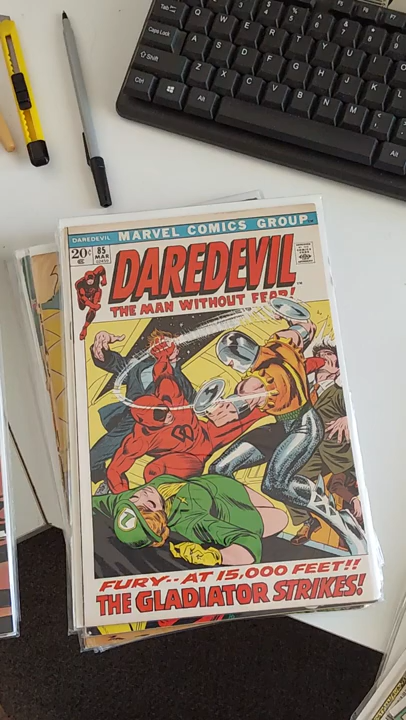 DAREDEVIL MARVEL COMICS GROUP
20¢
85
MAR
DAREDEVIL
THE MAN WITHOUT FEAR!
FURY-- AT 15,000 FEET!!
THE GLADIATOR STRIKES!
Tab
Caps Lock
Shift
Ctrl
Alt
Alt
Q
W
E
R
A
S
D
F
Z
X
C
V
B
N
M